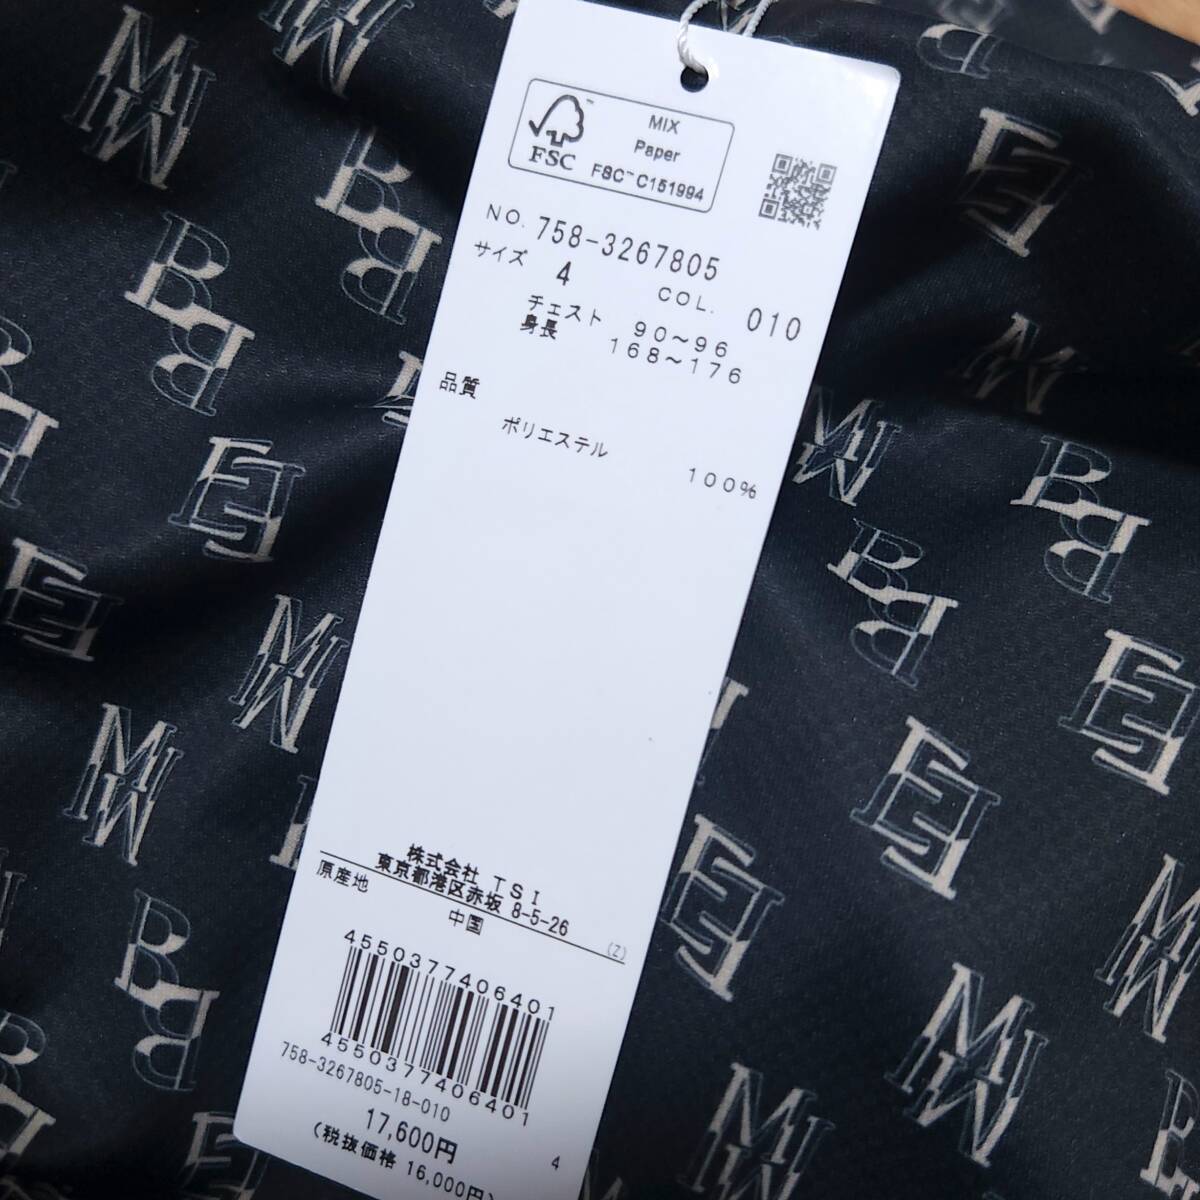 FSC™
MIX
Paper
FSC™C151994
NO. 758-3267805
サイズ 4 COL. 010
チェスト 90～96
身長 168～176
品質
ポリエステル 100%
株式会社 TSI
東京都港区赤坂 8-5-26
(Z)
原産地 中国
4550377406401
4550377406401
758-3267805-18-010
17,600円
(税抜価格 16,000円)
4